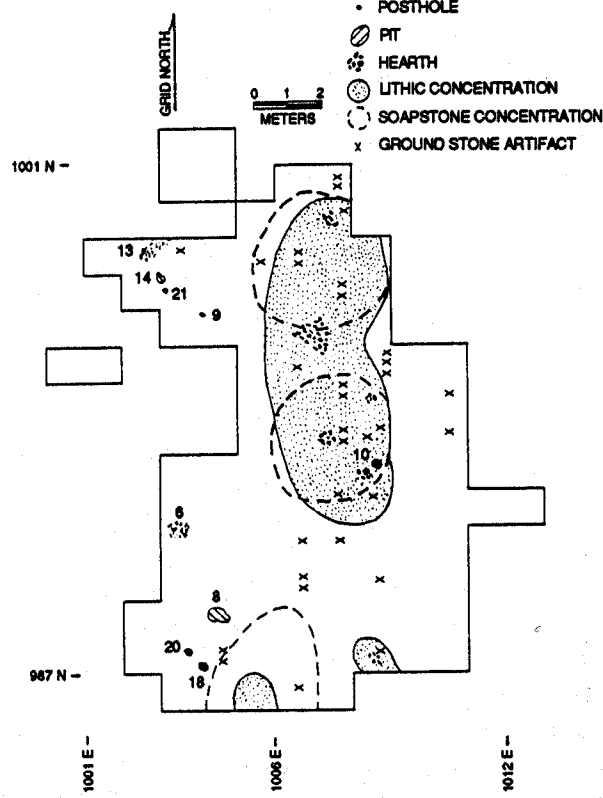 POSTHOLE
PIT
HEARTH
LITHIC CONCENTRATION
SOAPSTONE CONCENTRATION
x GROUND STONE ARTIFACT
GRID NORTH
0 1 2
METERS
1001 N
13
14
21
9
10
6
8
20
18
987 N
1001 E
1006 E
1012 E